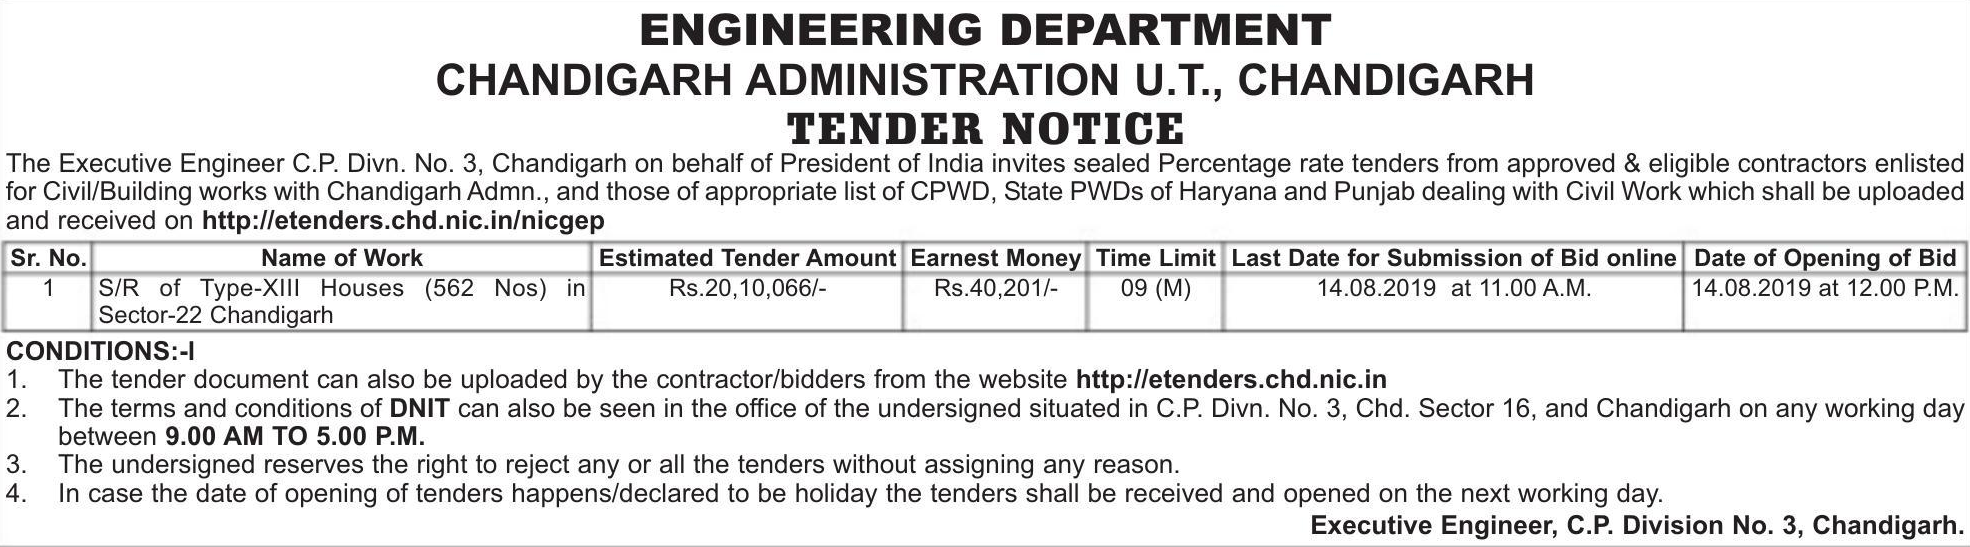 ENGINEERING DEPARTMENT
CHANDIGARH ADMINISTRATION U.T., CHANDIGARH
TENDER NOTICE
The Executive Engineer C.P. Divn. No. 3, Chandigarh on behalf of President of India invites sealed Percentage rate tenders from approved & eligible contractors enlisted
for Civil/Building works with Chandigarh Admn., and those of appropriate list of CPWD, State PWDs of Haryana and Punjab dealing with Civil Work which shall be uploaded
and received on http://etenders.chd.nic.in/nicgep
Sr. No. Name of Work Estimated Tender Amount Earnest Money Time Limit Last Date for Submission of Bid online Date of Opening of Bid
1 S/R of Type-XIII Houses (562 Nos) in Rs.20,10,066/- Rs.40,201/- 09 (M) 14.08.2019 at 11.00 A.M. 14.08.2019 at 12.00 P.M.
Sector-22 Chandigarh
CONDITIONS:-I
1. The tender document can also be uploaded by the contractor/bidders from the website http://etenders.chd.nic.in
2. The terms and conditions of DNIT can also be seen in the office of the undersigned situated in C.P. Divn. No. 3, Chd. Sector 16, and Chandigarh on any working day
between 9.00 AM TO 5.00 P.M.
3. The undersigned reserves the right to reject any or all the tenders without assigning any reason.
4. In case the date of opening of tenders happens/declared to be holiday the tenders shall be received and opened on the next working day.
Executive Engineer, C.P. Division No. 3, Chandigarh.